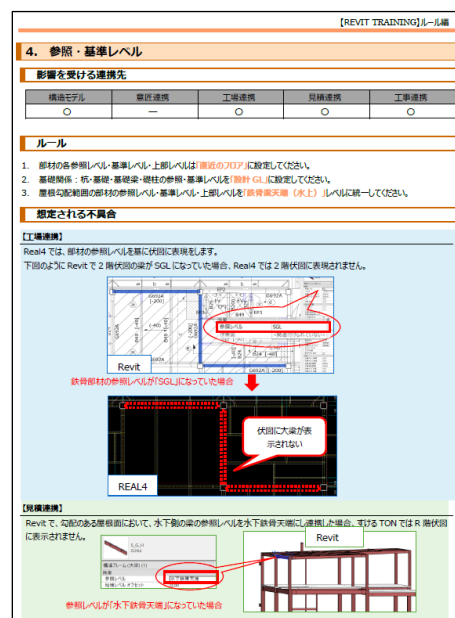 【REVIT TRAINING】ルール編
4. 参照・基準レベル
影響を受ける連携先
構造モデル 意匠連携 工場連携 見積連携 工事連携
○ ― ○ ○ ○
ルール
1. 部材の各参照レベル・基準レベル・上部レベルは「直近のフロア」に設定してください。
2. 基礎関係：杭・基礎・基礎梁・礎柱の参照・基準レベルを「設計 GL」に設定してください。
3. 屋根勾配範囲の部材の参照レベル・基準レベル・上部レベルを「鉄骨梁天端（水上）」レベルに統一してください。
想定される不具合
【工場連携】
Real4 では、部材の参照レベルを基に伏図に表現をします。
下図のように Revit で 2 階伏図の梁が SGL になっていた場合、Real4 では 2 階伏図に表現されません。
G692A
[-200]
参照レベル SGL
G692A [-200]
Revit
鉄骨部材の参照レベルが「SGL」になっていた場合
伏図に大梁が表
示されない
REAL4
【見積連携】
Revit で、勾配のある屋根面において、水下側の梁の参照レベルを水下鉄骨天端にし連携した場合、すける TON では R 階伏図
に表示されません。
Revit
構造フレーム (大梁) (1)
参照レベル 水下鉄骨天端
参照レベルが「水下鉄骨天端」になっていた場合